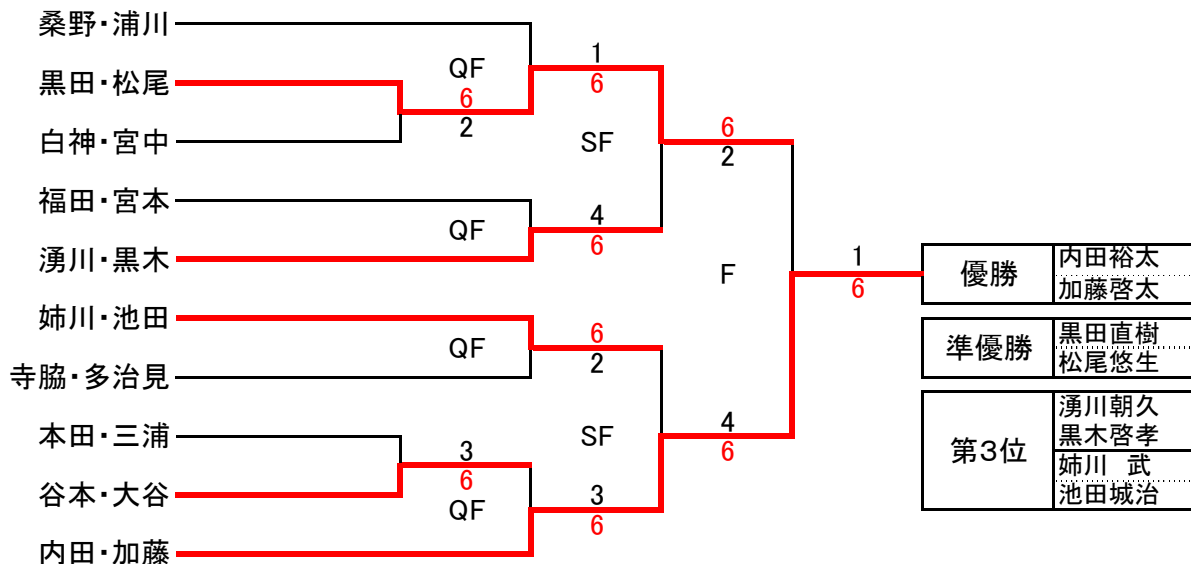 桑野・浦川
黒田・松尾
白神・宮中
福田・宮本
湧川・黒木
姉川・池田
寺脇・多治見
本田・三浦
谷本・大谷
内田・加藤
QF
6
2
QF
QF
3
6
QF
1
6
SF
4
6
6
2
SF
3
6
6
2
F
4
6
1
6
優勝
内田裕太
加藤啓太
準優勝
黒田直樹
松尾悠生
第3位
湧川朝久
黒木啓孝
姉川 武
池田城治